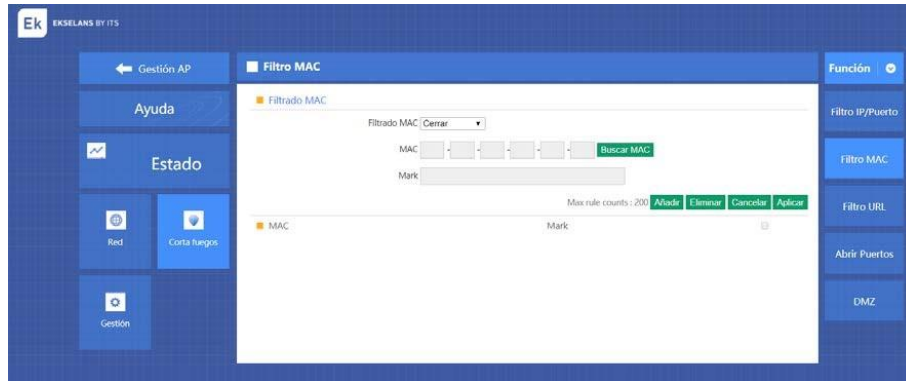 Ek EKSELANS BY ITS
Gestión AP
Ayuda
Estado
Red
Corta fuegos
Gestión
Filtro MAC
Filtrado MAC
Filtrado MAC Cerrar
MAC - - - - - Buscar MAC
Mark
Max rule counts : 200 Añadir Eliminar Cancelar Aplicar
MAC Mark
Función
Filtro IP/Puerto
Filtro MAC
Filtro URL
Abrir Puertos
DMZ